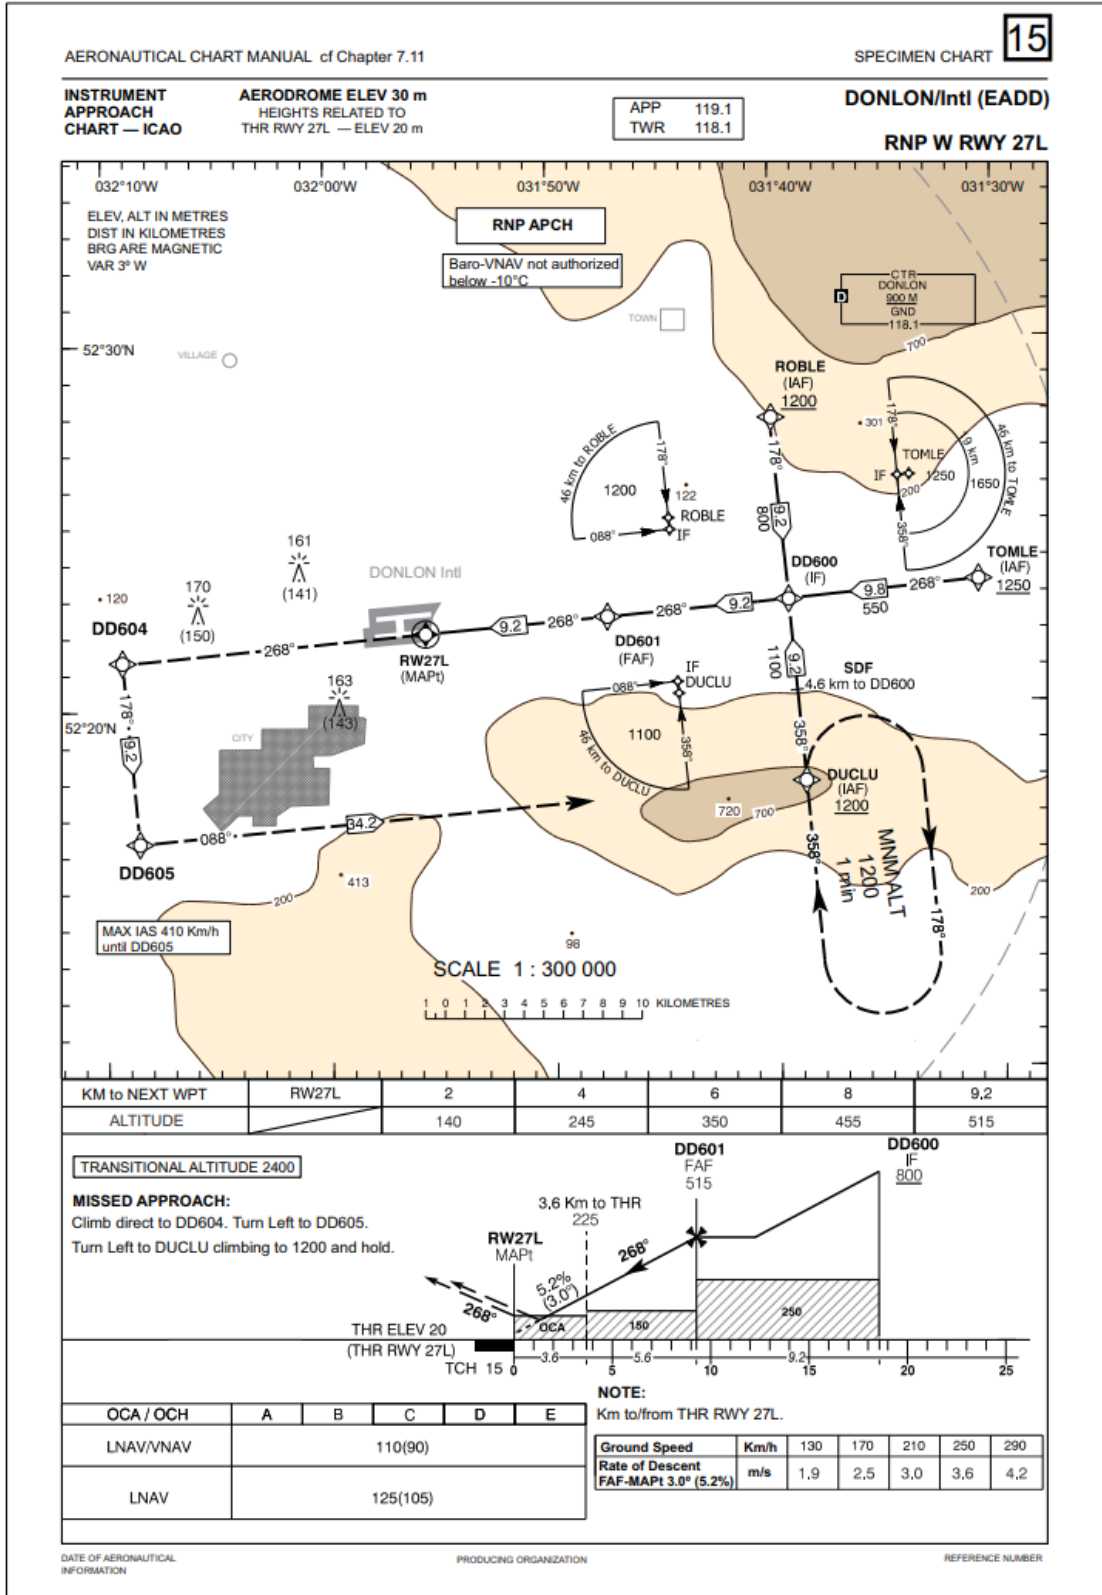 15
AERONAUTICAL CHART MANUAL cf Chapter 7.11
SPECIMEN CHART
INSTRUMENT
APPROACH
CHART — ICAO
AERODROME ELEV 30 m
HEIGHTS RELATED TO
THR RWY 27L — ELEV 20 m
APP 119.1
TWR 118.1
DONLON/Intl (EADD)
RNP W RWY 27L
032°10'W
032°00'W
031°50'W
031°40'W
031°30'W
ELEV, ALT IN METRES
DIST IN KILOMETRES
BRG ARE MAGNETIC
VAR 3° W
RNP APCH
Baro-VNAV not authorized
below -10°C
CTR
DONLON
900 M
GND
118.1
D
TOWN
VILLAGE
52°30'N
700
ROBLE
(IAF)
1200
178°
9.2
800
46 km to ROBLE
178°
1200
122
ROBLE
088°
IF
301
178°
TOMLE
IF
1250
19 km
1650
46 km to TOMLE
200
358°
161
(141)
170
(150)
120
DONLON Intl
DD600
(IF)
TOMLE
(IAF)
1250
268°
9.8
550
DD604
268°
RW27L
(MAPt)
9.2
268°
DD601
(FAF)
268°
9.2
9.2
1100
SDF
4.6 km to DD600
IF
DUCLU
088°
1100
358°
46 km to DUCLU
358°
163
(143)
52°20'N
CITY
178°
9.2
DUCLU
(IAF)
1200
720
700
088°
34.2
DD605
358°
MNM ALT
1200
1 min
178°
200
200
413
MAX IAS 410 Km/h
until DD605
98
SCALE 1 : 300 000
1 0 1 2 3 4 5 6 7 8 9 10 KILOMETRES
KM to NEXT WPT RW27L 2 4 6 8 9.2
ALTITUDE 140 245 350 455 515
TRANSITIONAL ALTITUDE 2400
MISSED APPROACH:
Climb direct to DD604. Turn Left to DD605.
Turn Left to DUCLU climbing to 1200 and hold.
DD601
FAF
515
DD600
IF
800
3.6 Km to THR
225
RW27L
MAPt
268°
5.2%
(3.0°)
268°
OCA
150
250
THR ELEV 20
(THR RWY 27L)
TCH 15
3.6 5.6 9.2
0 5 10 15 20 25
NOTE:
Km to/from THR RWY 27L.
OCA / OCH A B C D E
LNAV/VNAV 110(90)
LNAV 125(105)
Ground Speed Km/h 130 170 210 250 290
Rate of Descent
FAF-MAPt 3.0° (5.2%) m/s 1.9 2.5 3.0 3.6 4.2
DATE OF AERONAUTICAL
INFORMATION
PRODUCING ORGANIZATION
REFERENCE NUMBER